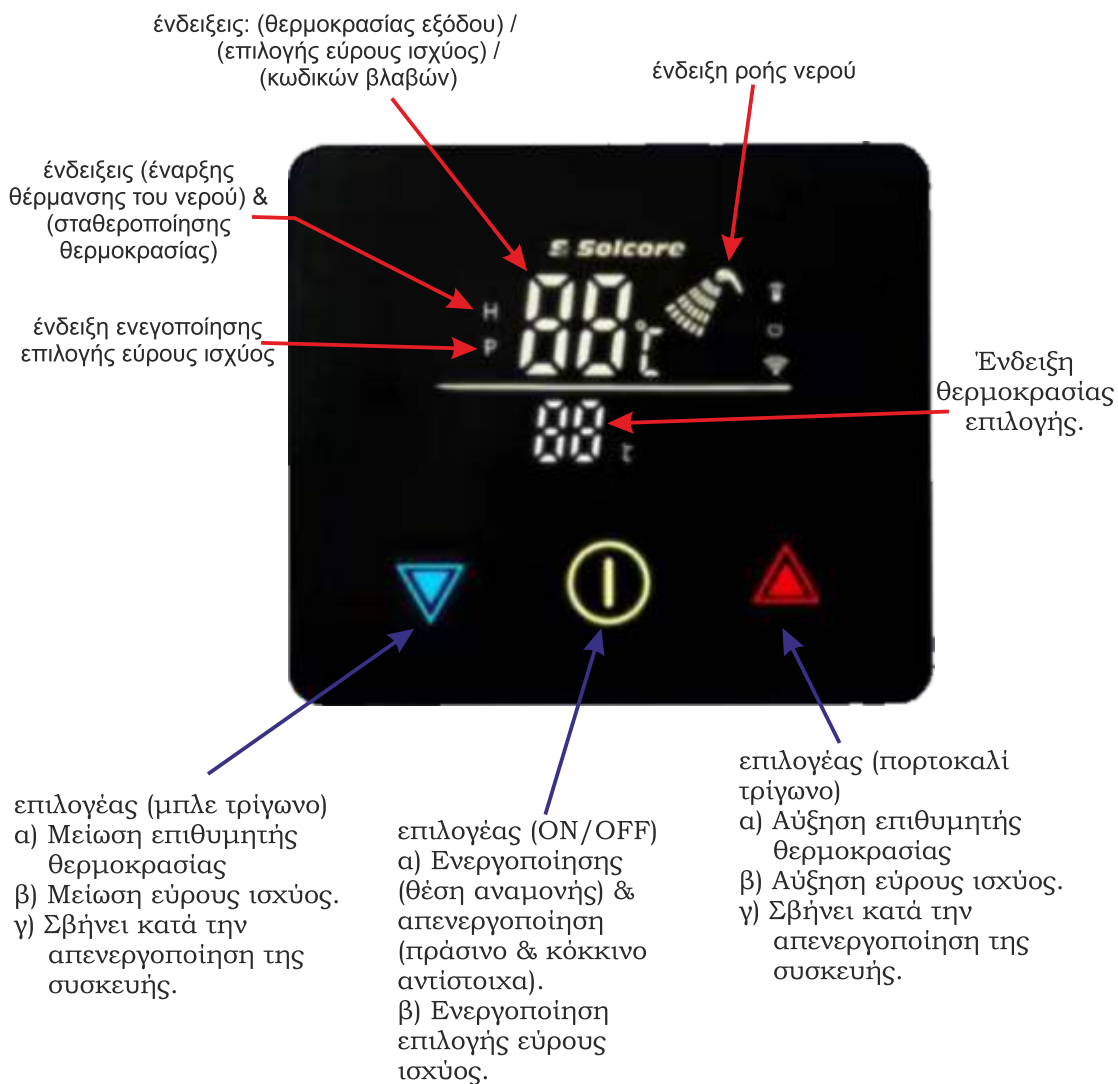 ένδειξεις: (θερμοκρασίας εξόδου) /
(επιλογής εύρους ισχύος) /
(κωδικών βλαβών)
ένδειξη ροής νερού
ένδειξεις (έναρξης
θέρμανσης του νερού) &
(σταθεροποίησης
θερμοκρασίας)
ένδειξη ενεγοποίησης
επιλογής εύρους ισχύος
Solcore
H
P
88 °C
88
Ένδειξη
θερμοκρασίας
επιλογής.
επιλογέας (μπλε τρίγωνο)
α) Μείωση επιθυμητής
θερμοκρασίας
β) Μείωση εύρους ισχύος.
γ) Σβήνει κατά την
απενεργοποίηση της
συσκευής.
επιλογέας (ON/OFF)
α) Ενεργοποίησης
(θέση αναμονής) &
απενεργοποίηση
(πράσινο & κόκκινο
αντίστοιχα).
β) Ενεργοποίηση
επιλογής εύρους
ισχύος.
επιλογέας (πορτοκαλί
τρίγωνο)
α) Αύξηση επιθυμητής
θερμοκρασίας
β) Αύξηση εύρους ισχύος.
γ) Σβήνει κατά την
απενεργοποίηση της
συσκευής.